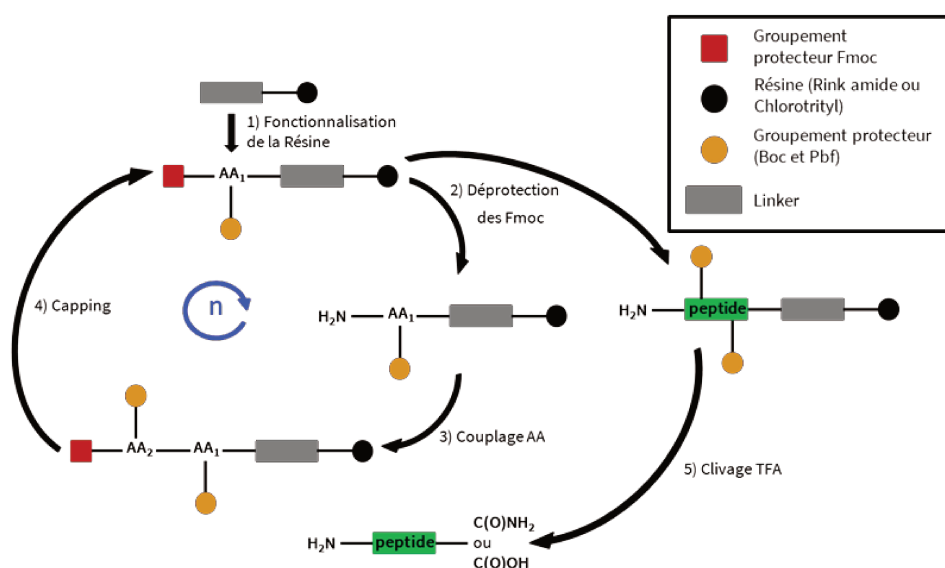 Groupement
protecteur Fmoc
Résine (Rink amide ou
Chlorotrityl)
Groupement protecteur
(Boc et Pbf)
Linker
1) Fonctionnalisation
de la Résine
AA₁
2) Déprotection
des Fmoc
4) Capping
n
H₂N
AA₁
H₂N
peptide
3) Couplage AA
AA₂
AA₁
5) Clivage TFA
H₂N
peptide
C(O)NH₂
ou
C(O)OH